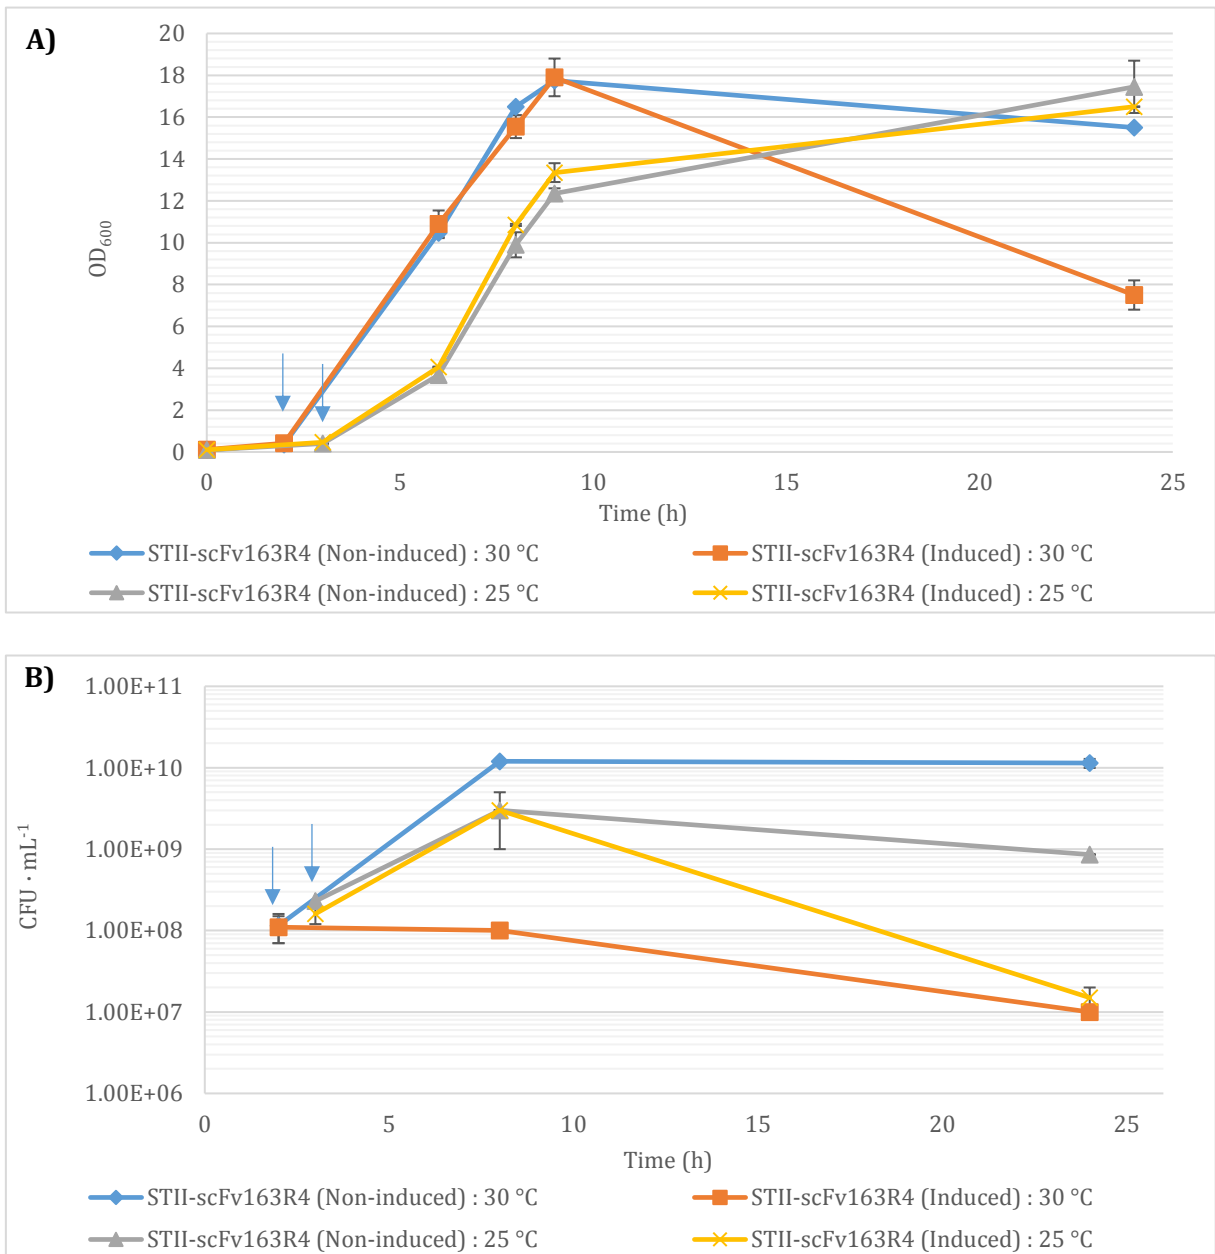 A)
20
18
16
14
12
10
8
6
4
2
0
OD600
0 5 10 15 20 25
Time (h)
STII-scFv163R4 (Non-induced) : 30 °C STII-scFv163R4 (Induced) : 30 °C
STII-scFv163R4 (Non-induced) : 25 °C STII-scFv163R4 (Induced) : 25 °C
B)
1.00E+11
1.00E+10
1.00E+09
1.00E+08
1.00E+07
1.00E+06
CFU · mL-1
0 5 10 15 20 25
Time (h)
STII-scFv163R4 (Non-induced) : 30 °C STII-scFv163R4 (Induced) : 30 °C
STII-scFv163R4 (Non-induced) : 25 °C STII-scFv163R4 (Induced) : 25 °C